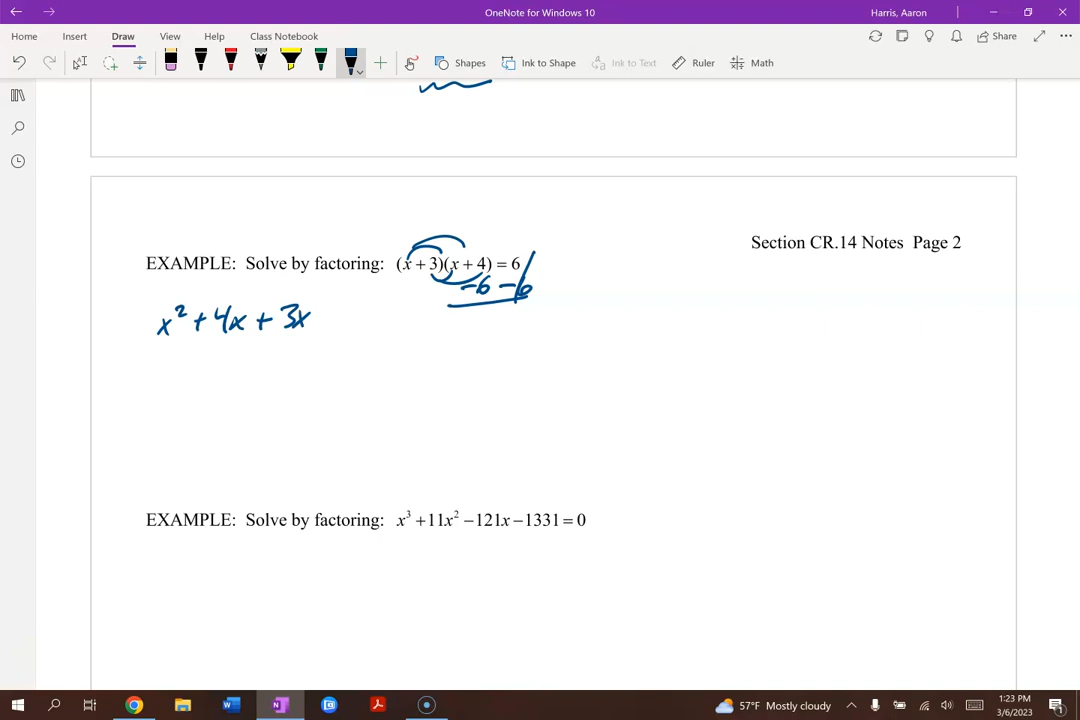 OneNote for Windows 10
Harris, Aaron
Home Insert Draw View Help Class Notebook
Share
Shapes Ink to Shape Ink to Text Ruler Math
Section CR.14 Notes Page 2
EXAMPLE: Solve by factoring: (x + 3)(x + 4) = 6
-6 -6
x² + 4x + 3x
EXAMPLE: Solve by factoring: x³ + 11x² − 121x − 1331 = 0
57°F Mostly cloudy
1:23 PM
3/6/2023